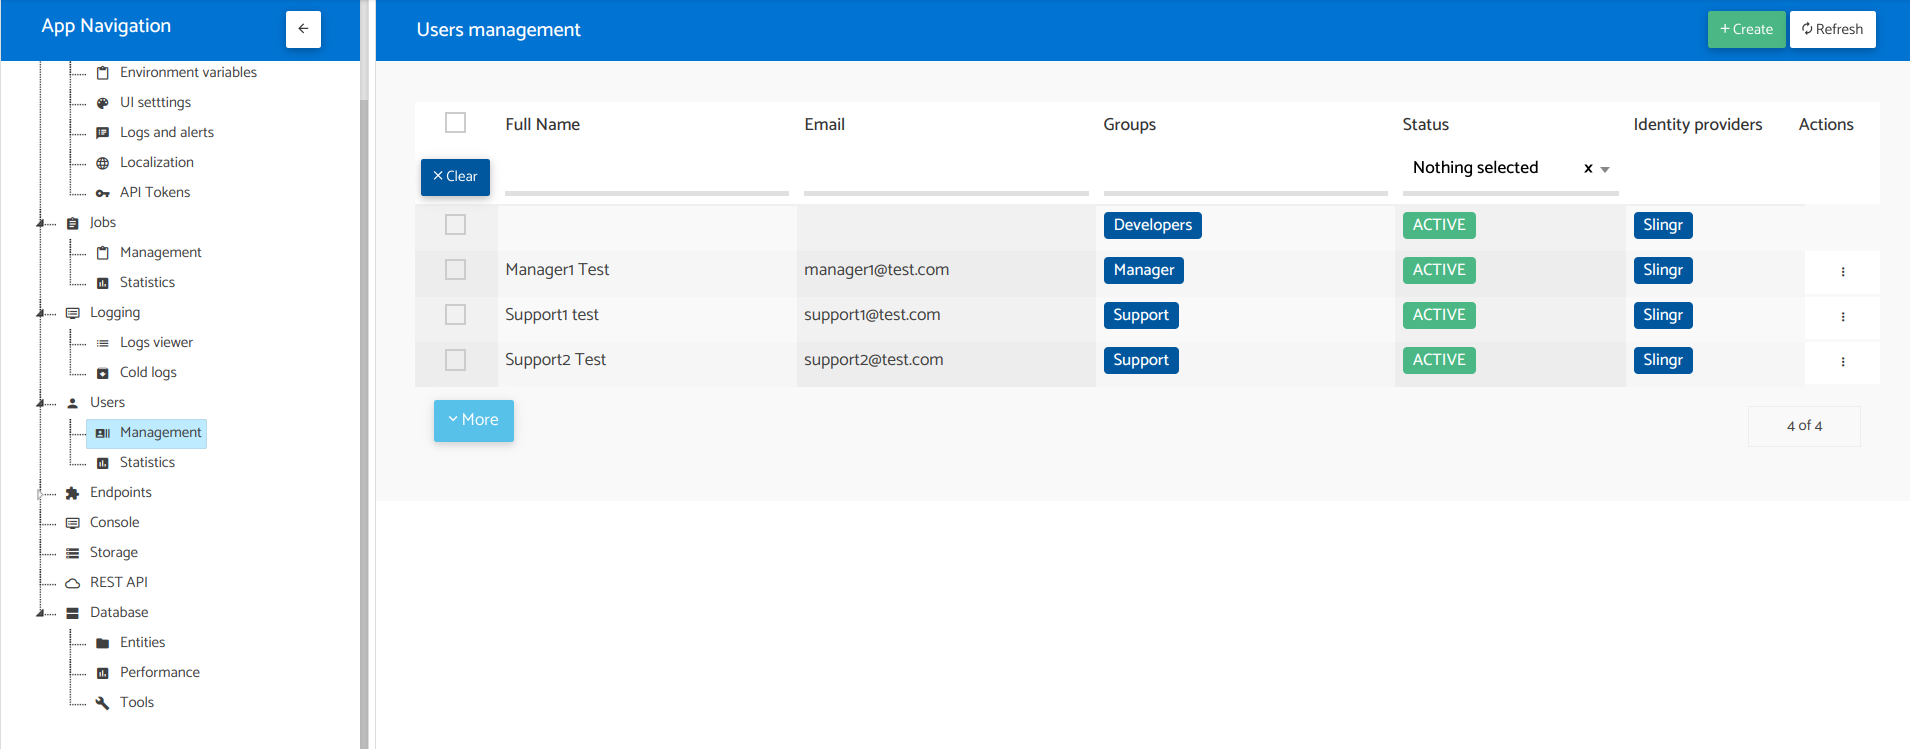 App Navigation
Environment variables
UI setttings
Logs and alerts
Localization
API Tokens
Jobs
Management
Statistics
Logging
Logs viewer
Cold logs
Users
Management
Statistics
Endpoints
Console
Storage
REST API
Database
Entities
Performance
Tools
Users management
+ Create
Refresh
Full Name Email Groups Status Identity providers Actions
× Clear Nothing selected x
Developers ACTIVE Slingr
Manager1 Test manager1@test.com Manager ACTIVE Slingr
Support1 test support1@test.com Support ACTIVE Slingr
Support2 Test support2@test.com Support ACTIVE Slingr
More
4 of 4